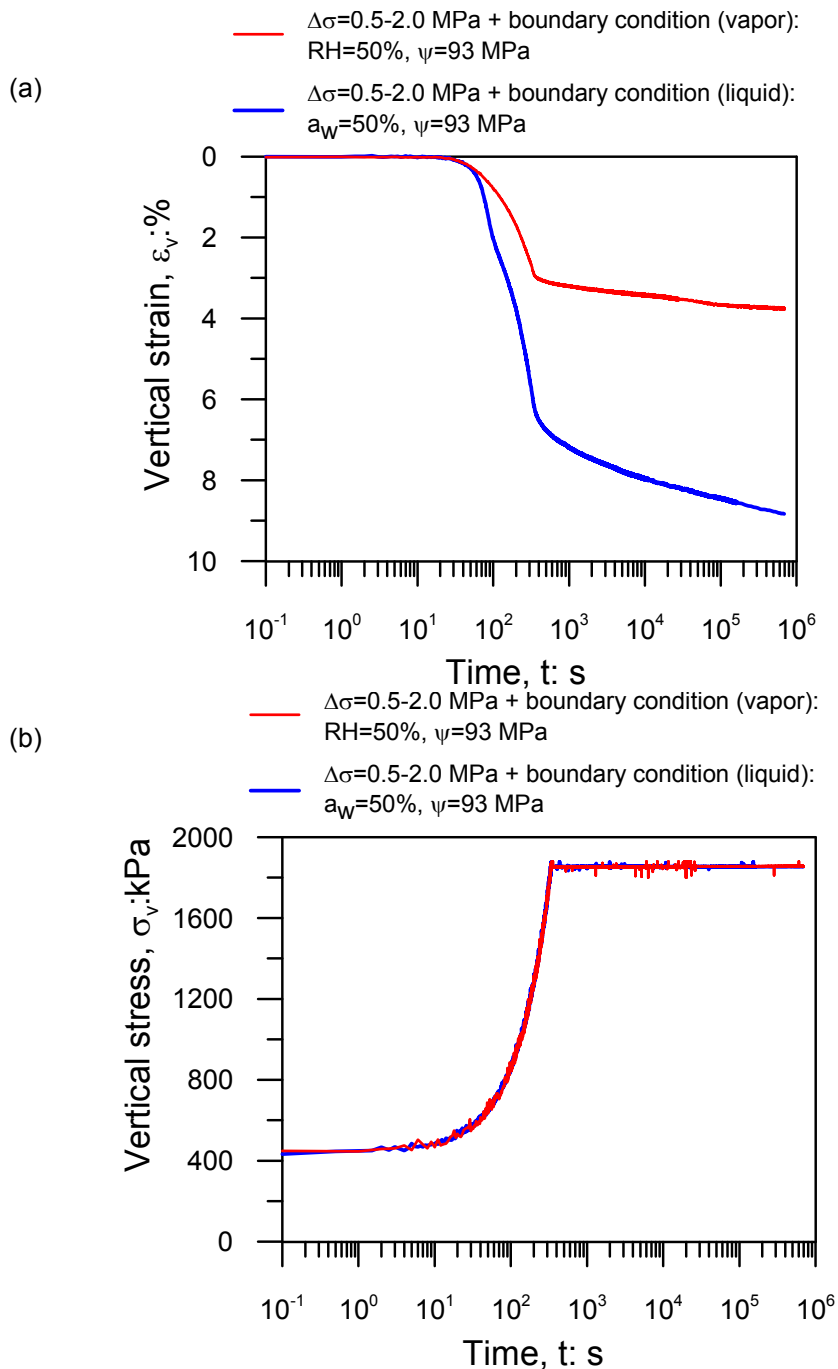 Δσ=0.5-2.0 MPa + boundary condition (vapor):
RH=50%, ψ=93 MPa
(a)
Δσ=0.5-2.0 MPa + boundary condition (liquid):
aw=50%, ψ=93 MPa
0
2
4
6
8
10
Vertical strain, εv:%
10-1 100 101 102 103 104 105 106
Time, t: s
Δσ=0.5-2.0 MPa + boundary condition (vapor):
RH=50%, ψ=93 MPa
(b)
Δσ=0.5-2.0 MPa + boundary condition (liquid):
aw=50%, ψ=93 MPa
2000
1600
1200
800
400
0
Vertical stress, σv:kPa
10-1 100 101 102 103 104 105 106
Time, t: s